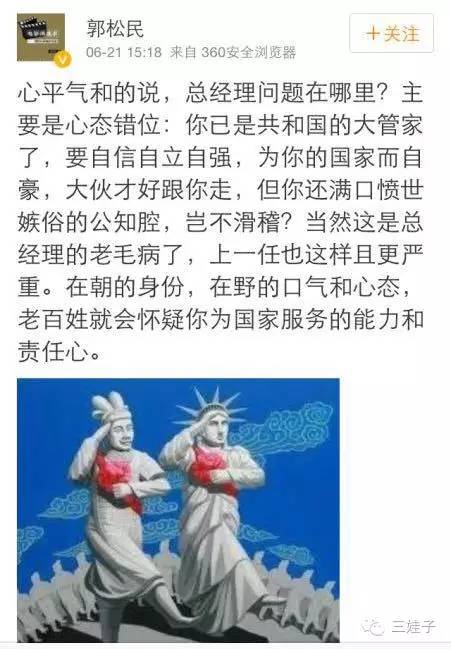 郭松民
＋关注
06-21 15:18 来自 360安全浏览器
心平气和的说，总经理问题在哪里？主
要是心态错位：你已是共和国的大管家
了，要自信自立自强，为你的国家而自
豪，大伙才好跟你走，但你还满口愤世
嫉俗的公知腔，岂不滑稽？当然这是总
经理的老毛病了，上一任也这样且更严
重。在朝的身份，在野的口气和心态，
老百姓就会怀疑你为国家服务的能力和
责任心。
三娃子